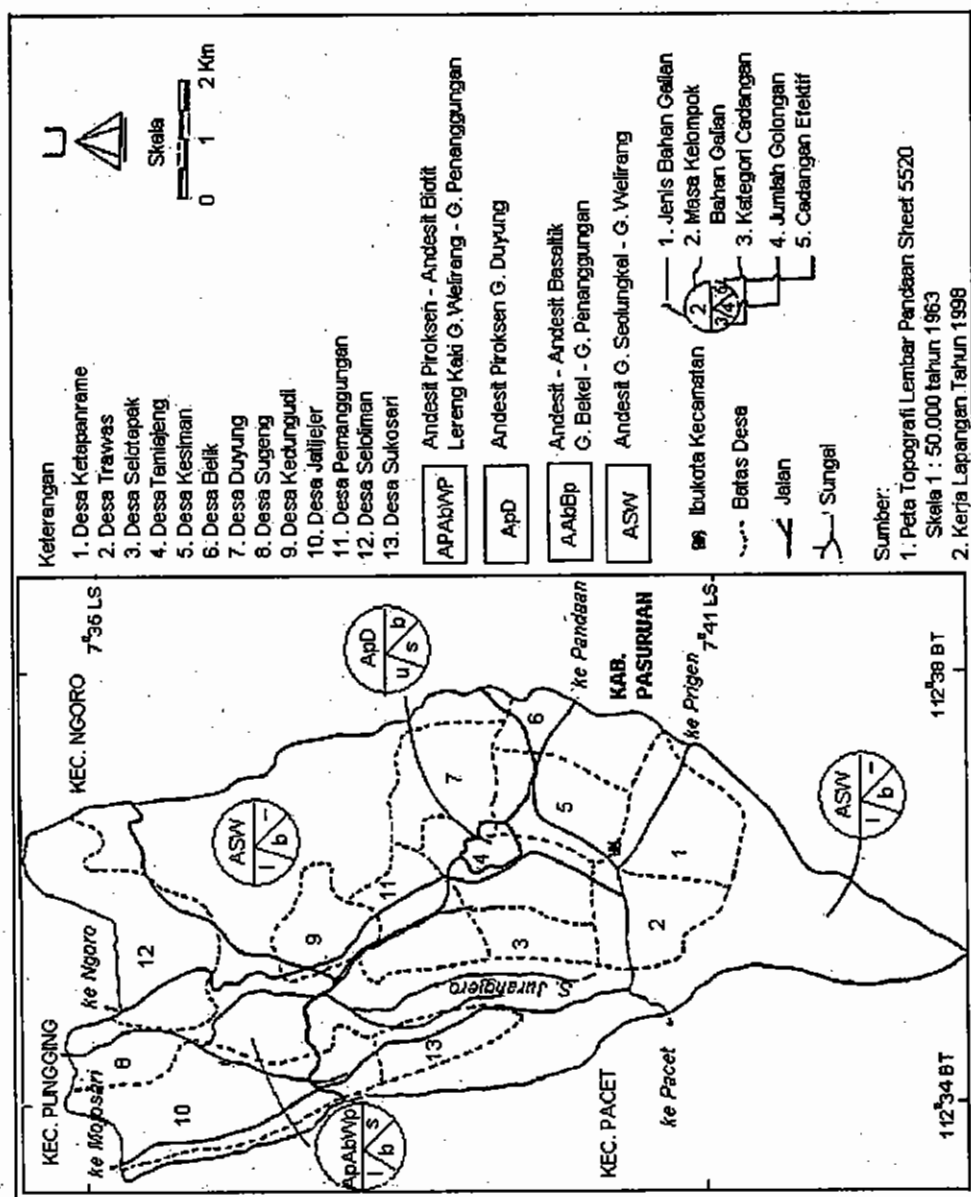 KEC. PUNGGING
KEC. NGORO
7°35 LS
ke Mojosari
ke Ngoro
8
12
10
ASW
l b -
9
ApAbWp
l b s
11
ApD
u s b
7
4
6
13
S. Jurangjero
3
5
ke Pandaan
KEC. PACET
ke Pacet
2
1
KAB.
PASURUAN
ke Prigen
7°41 LS
ASW
l b -
112°34 BT
112°38 BT
Keterangan
1. Desa Ketapanrame
2. Desa Trawas
3. Desa Selotapak
4. Desa Tamiajeng
5. Desa Kesiman
6. Desa Belik
7. Desa Duyung
8. Desa Sugeng
9. Desa Kedungudi
10. Desa Jatijejer
11. Desa Pemanggungan
12. Desa Seloliman
13. Desa Sukosari
U
Skala
0 1 2 Km
APAbWP
Andesit Piroksen - Andesit Biotit
Lereng Kaki G. Welirang - G. Penanggungan
ApD
Andesit Piroksen G. Duyung
AAbBp
Andesit - Andesit Basaltik
G. Bekel - G. Penanggungan
ASW
Andesit G. Seolungkal - G. Welirang
Ibukota Kecamatan
Batas Desa
Jalan
Sungai
2
3 4 5
1. Jenis Bahan Galian
2. Masa Kelompok
Bahan Galian
3. Kategori Cadangan
4. Jumlah Golongan
5. Cadangan Efektif
Sumber:
1. Peta Topografi Lembar Pandaan Sheet 5520
Skala 1 : 50.000 tahun 1963
2. Kerja Lapangan Tahun 1998